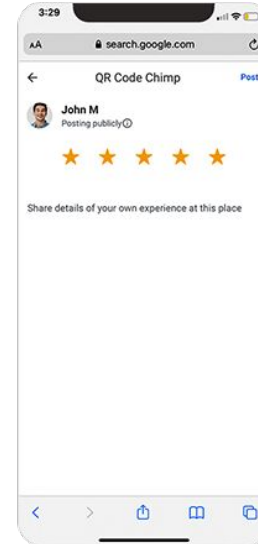 3:29
AA search.google.com
QR Code Chimp Post
John M
Posting publicly
Share details of your own experience at this place